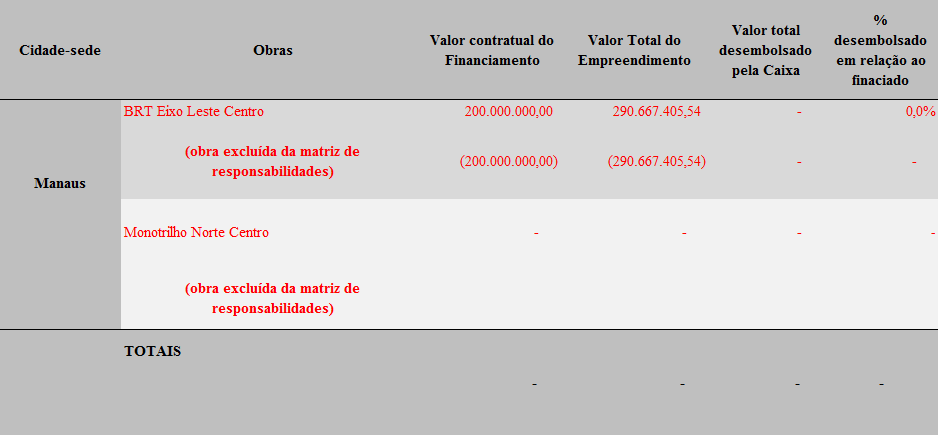 Cidade-sede
Obras
Valor contratual do
Financiamento
Valor Total do
Empreendimento
Valor total
desembolsado
pela Caixa
%
desembolsado
em relação ao
finaciado
Manaus
BRT Eixo Leste Centro
200.000.000,00
290.667.405,54
-
0,0%
(obra excluída da matriz de
responsabilidades)
(200.000.000,00)
(290.667.405,54)
-
-
Monotrilho Norte Centro
-
-
-
-
(obra excluída da matriz de
responsabilidades)
TOTAIS
-
-
-
-